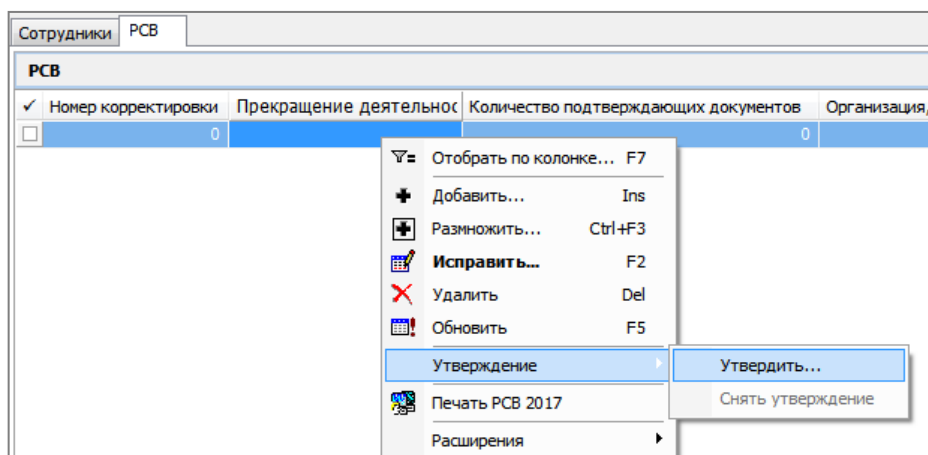 Сотрудники РСВ
РСВ
✓ Номер корректировки Прекращение деятельнос Количество подтверждающих документов Организация,
0 0
Отобрать по колонке... F7
Добавить... Ins
Размножить... Ctrl+F3
Исправить... F2
Удалить Del
Обновить F5
Утверждение Утвердить...
Печать РСВ 2017 Снять утверждение
Расширения